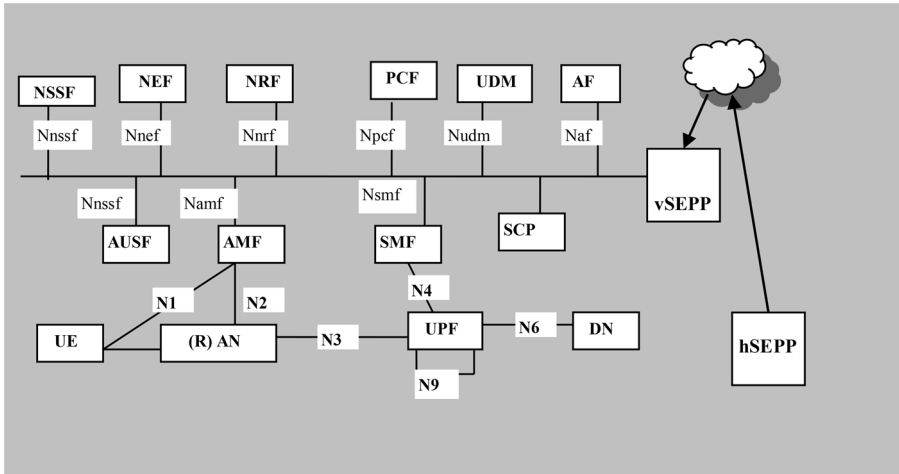 NSSF
NEF
NRF
PCF
UDM
AF
Nnssf
Nnef
Nnrf
Npcf
Nudm
Naf
vSEPP
Nnssf
Namf
Nsmf
AUSF
AMF
SMF
SCP
N1
N2
N4
UE
(R) AN
N3
UPF
N6
DN
hSEPP
N9